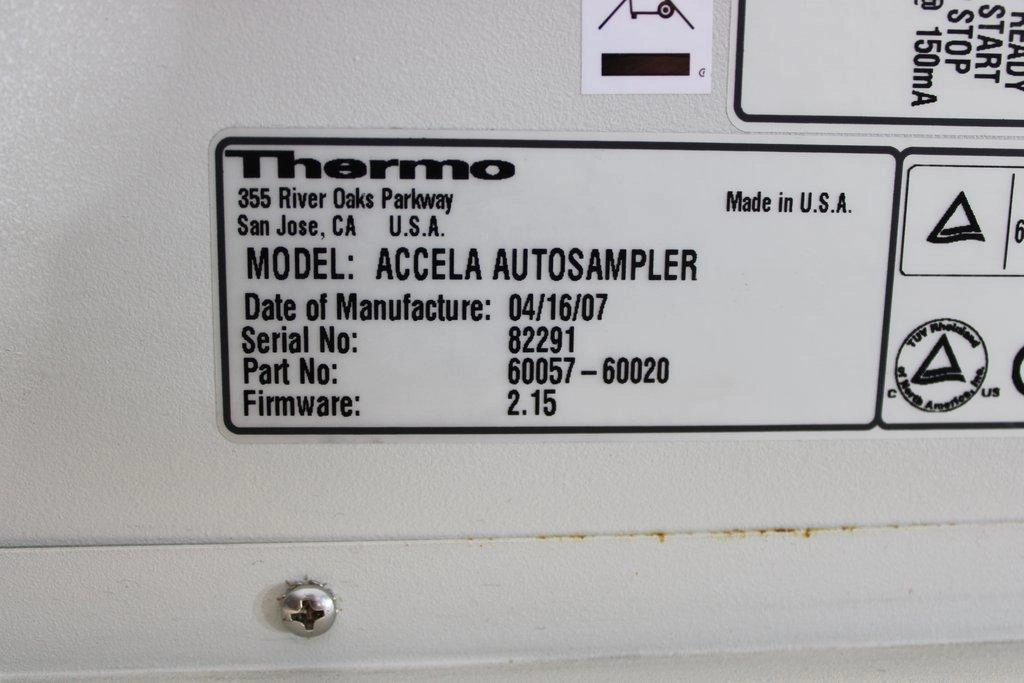 READY
START
STOP
@ 150mA
Thermo
355 River Oaks Parkway
San Jose, CA U.S.A.
Made in U.S.A.
MODEL: ACCELA AUTOSAMPLER
Date of Manufacture: 04/16/07
Serial No: 82291
Part No: 60057-60020
Firmware: 2.15
6
TUV Rheinland
of North America, Inc.
C US